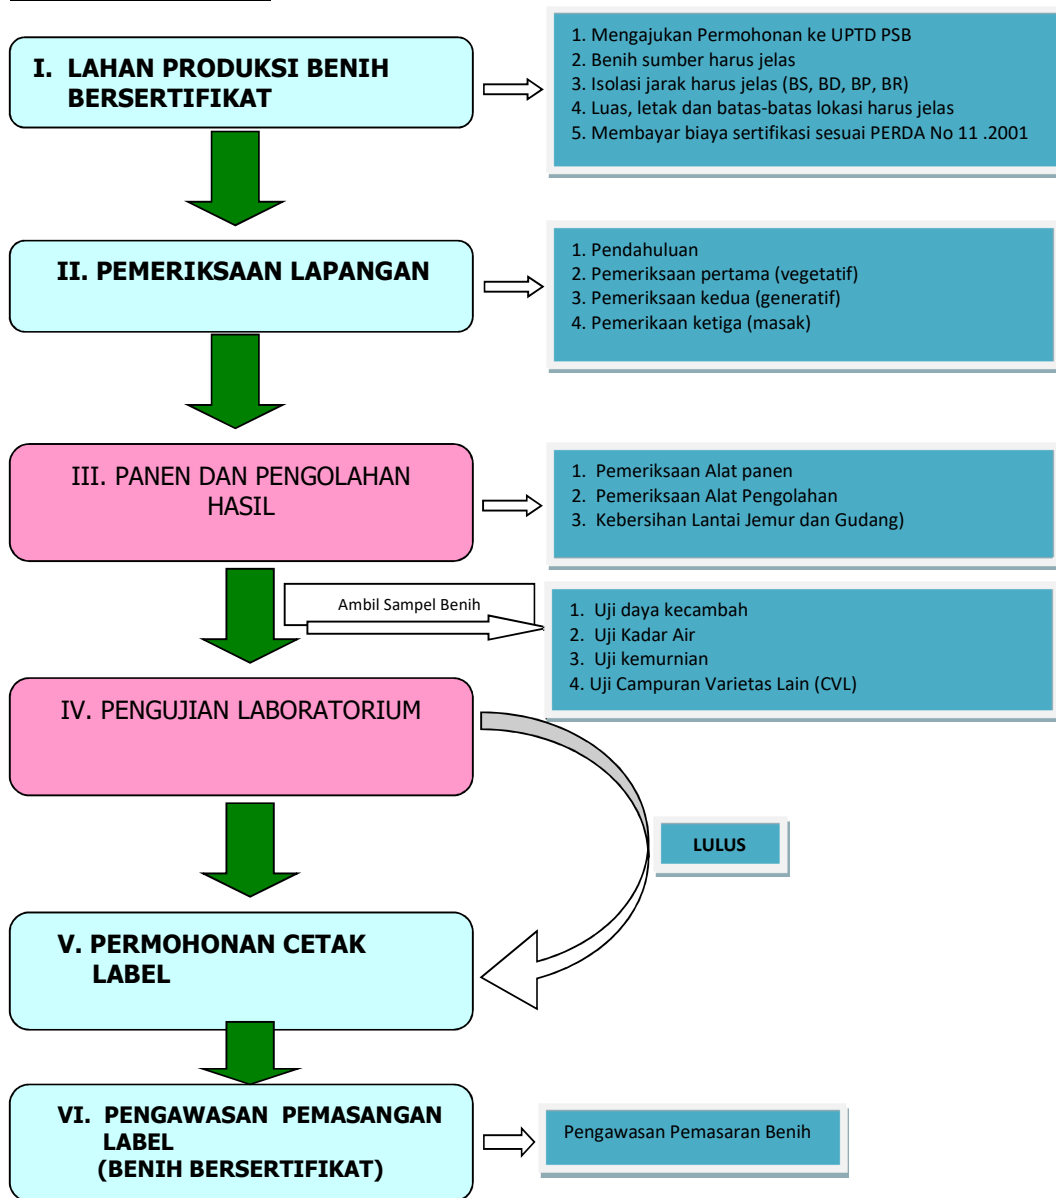 I. LAHAN PRODUKSI BENIH
BERSERTIFIKAT
1. Mengajukan Permohonan ke UPTD PSB
2. Benih sumber harus jelas
3. Isolasi jarak harus jelas (BS, BD, BP, BR)
4. Luas, letak dan batas-batas lokasi harus jelas
5. Membayar biaya sertifikasi sesuai PERDA No 11 .2001
II. PEMERIKSAAN LAPANGAN
1. Pendahuluan
2. Pemeriksaan pertama (vegetatif)
3. Pemeriksaan kedua (generatif)
4. Pemerikaan ketiga (masak)
III. PANEN DAN PENGOLAHAN
HASIL
1. Pemeriksaan Alat panen
2. Pemeriksaan Alat Pengolahan
3. Kebersihan Lantai Jemur dan Gudang)
Ambil Sampel Benih
1. Uji daya kecambah
2. Uji Kadar Air
3. Uji kemurnian
4. Uji Campuran Varietas Lain (CVL)
IV. PENGUJIAN LABORATORIUM
LULUS
V. PERMOHONAN CETAK
LABEL
VI. PENGAWASAN PEMASANGAN
LABEL
(BENIH BERSERTIFIKAT)
Pengawasan Pemasaran Benih